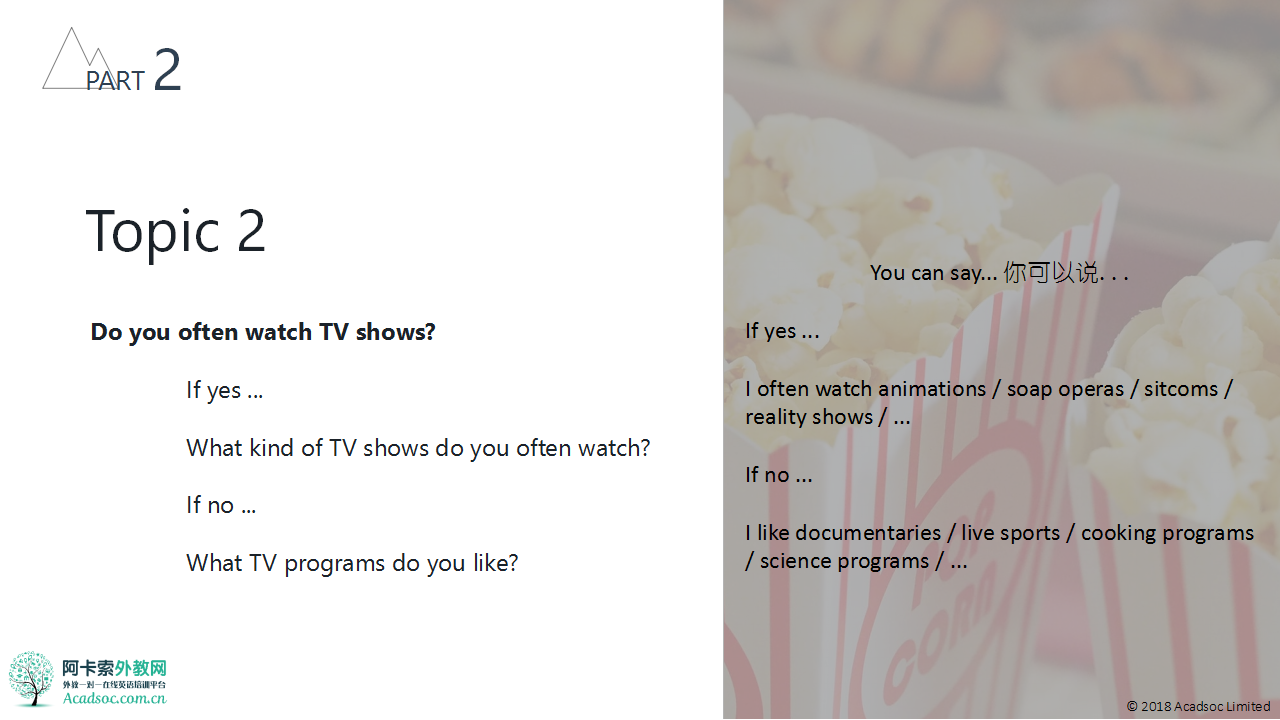 PART 2
Topic 2
Do you often watch TV shows?
If yes ...
What kind of TV shows do you often watch?
If no ...
What TV programs do you like?
You can say... 你可以说. . .
If yes ...
I often watch animations / soap operas / sitcoms /
reality shows / ...
If no ...
I like documentaries / live sports / cooking programs
/ science programs / ...
POP
CORN
阿卡索外教网
外教一对一在线英语培训平台
Acadsoc.com.cn
© 2018 Acadsoc Limited